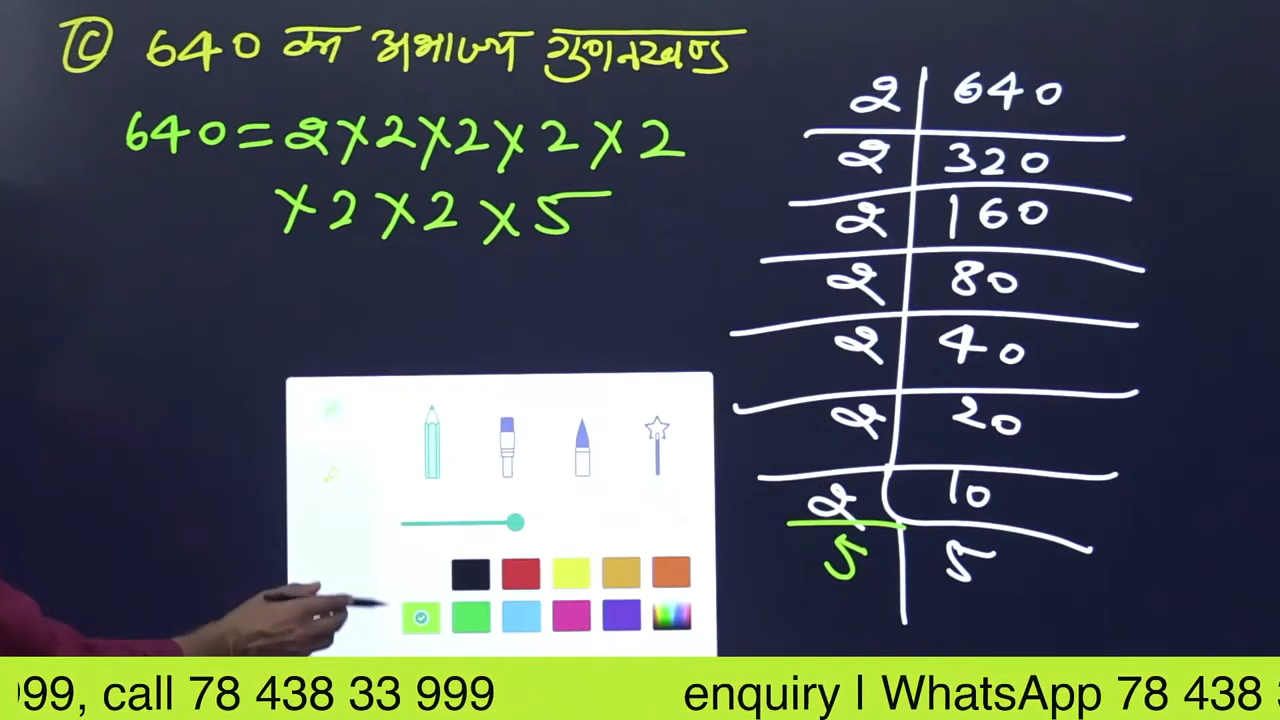 Ⓒ 640 का अभाज्य गुणनखण्ड
640 = 2 × 2 × 2 × 2 × 2
× 2 × 2 × 5
2 | 640
2 | 320
2 | 160
2 | 80
2 | 40
2 | 20
2 | 10
5 | 5
99, call 78 438 33 999 enquiry I WhatsApp 78 438